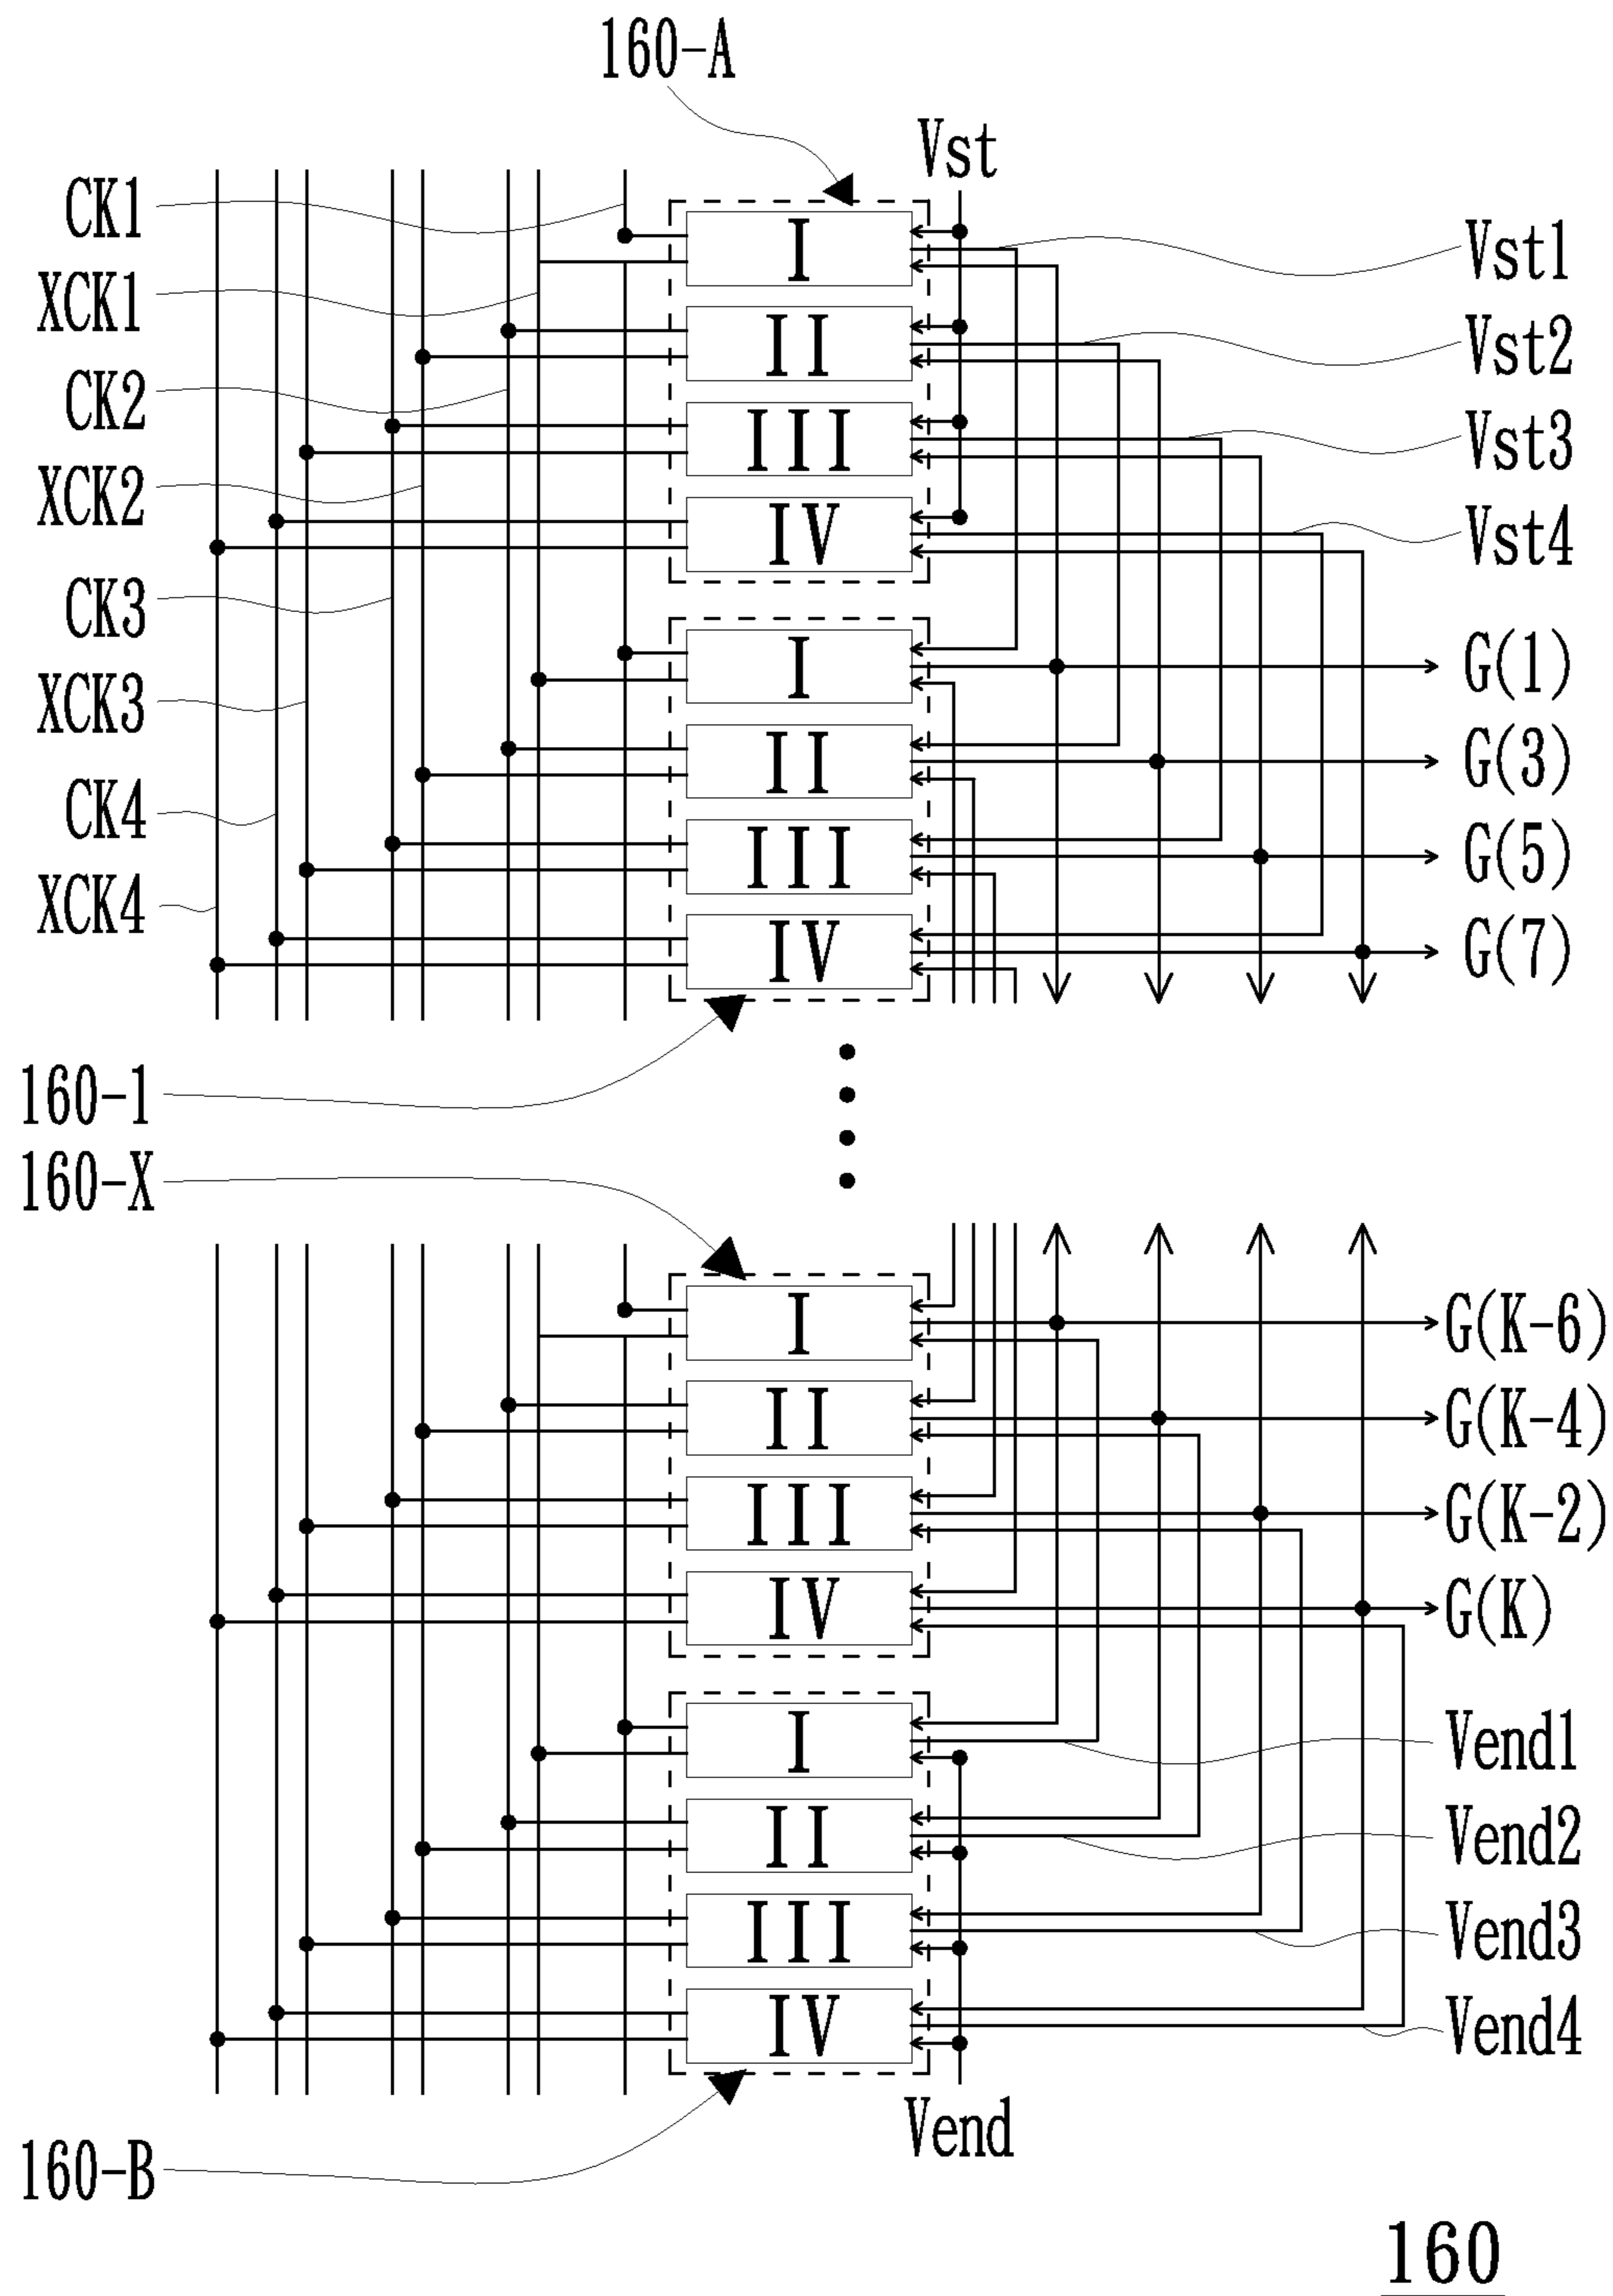 160-A
Vst
CK1
I
Vst1
XCK1
II
Vst2
CK2
III
Vst3
XCK2
IV
Vst4
CK3
I
G(1)
XCK3
II
G(3)
CK4
III
G(5)
XCK4
IV
G(7)
160-1
160-X
I
G(K-6)
II
G(K-4)
III
G(K-2)
IV
G(K)
I
Vend1
II
Vend2
III
Vend3
IV
Vend4
Vend
160-B
160